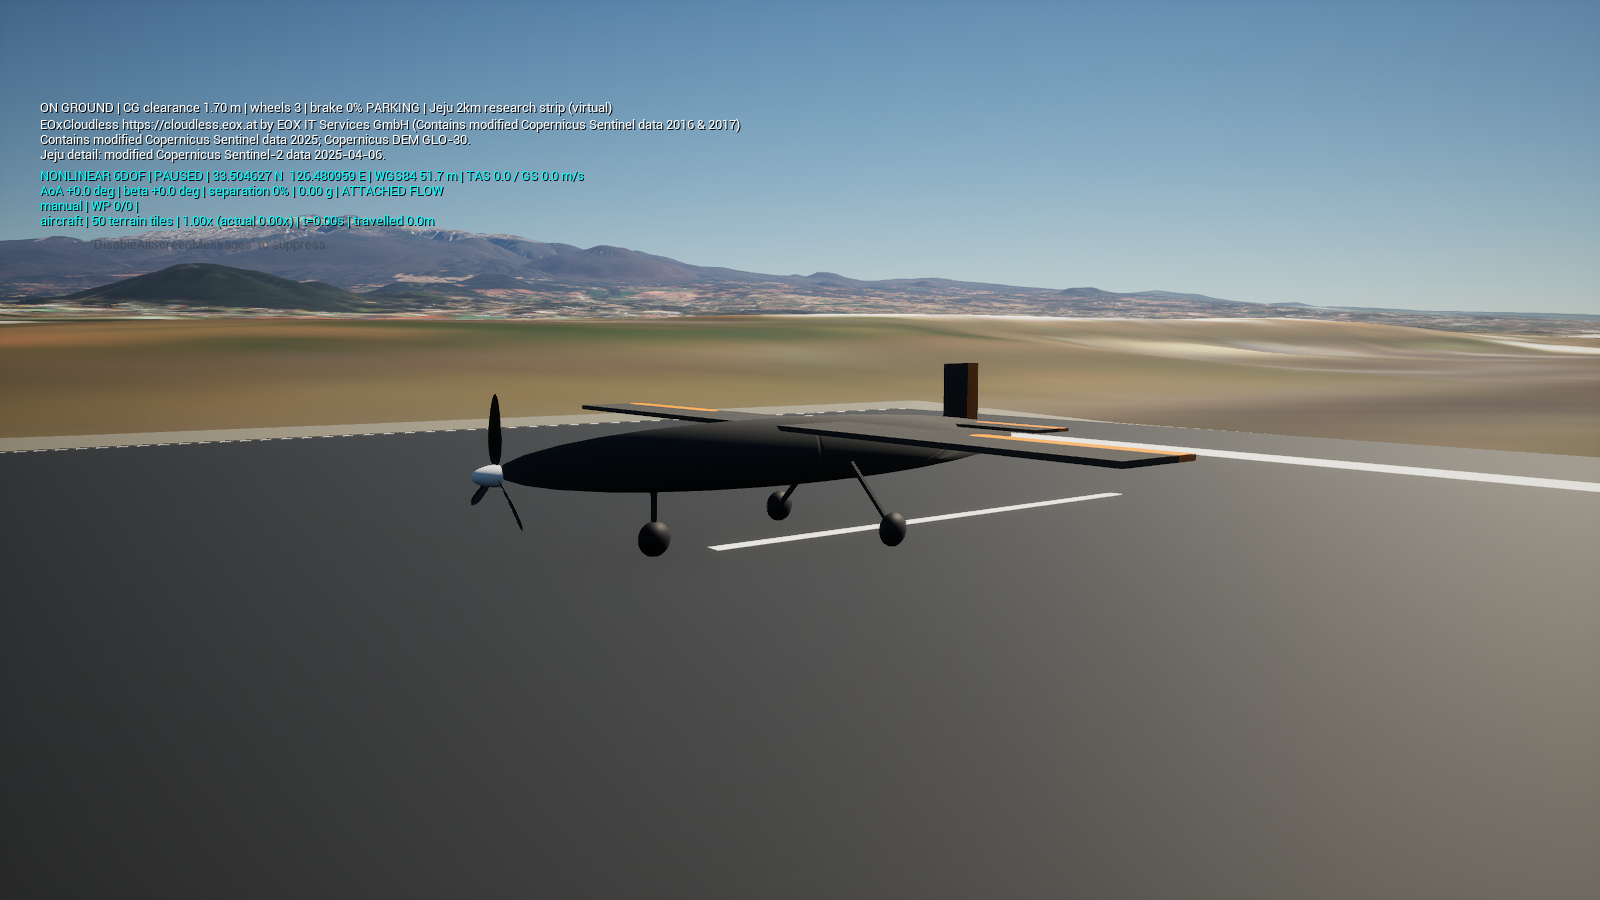 ON GROUND | CG clearance 1.70 m | wheels 3 | brake 0% PARKING | Jeju 2km research strip (virtual)
EOxCloudless https://cloudless.eox.at by EOX IT Services GmbH (Contains modified Copernicus Sentinel data 2016 & 2017)
Contains modified Copernicus Sentinel data 2025; Copernicus DEM GLO-30.
Jeju detail: modified Copernicus Sentinel-2 data 2025-04-06.
NONLINEAR 6DOF | PAUSED | 33.504627 N 126.480959 E | WGS84 51.7 m | TAS 0.0 / GS 0.0 m/s
AoA +0.0 deg | beta +0.0 deg | separation 0% | 0.00 g | ATTACHED FLOW
manual | WP 0/0 |
aircraft | 50 terrain tiles | 1.00x (actual 0.00x) | t=0.00s | travelled 0.0m
'DisableAllScreenMessages' to suppress